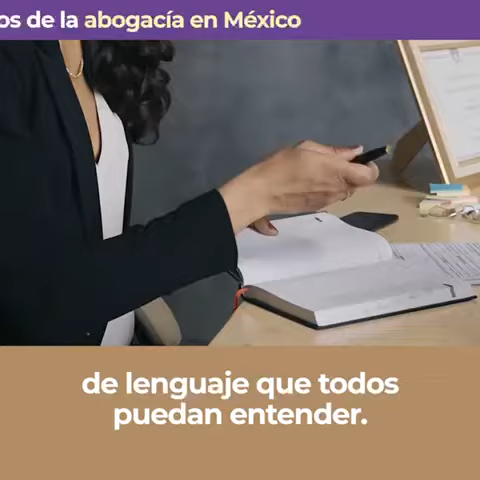 os de la abogacía en México
de lenguaje que todos
puedan entender.